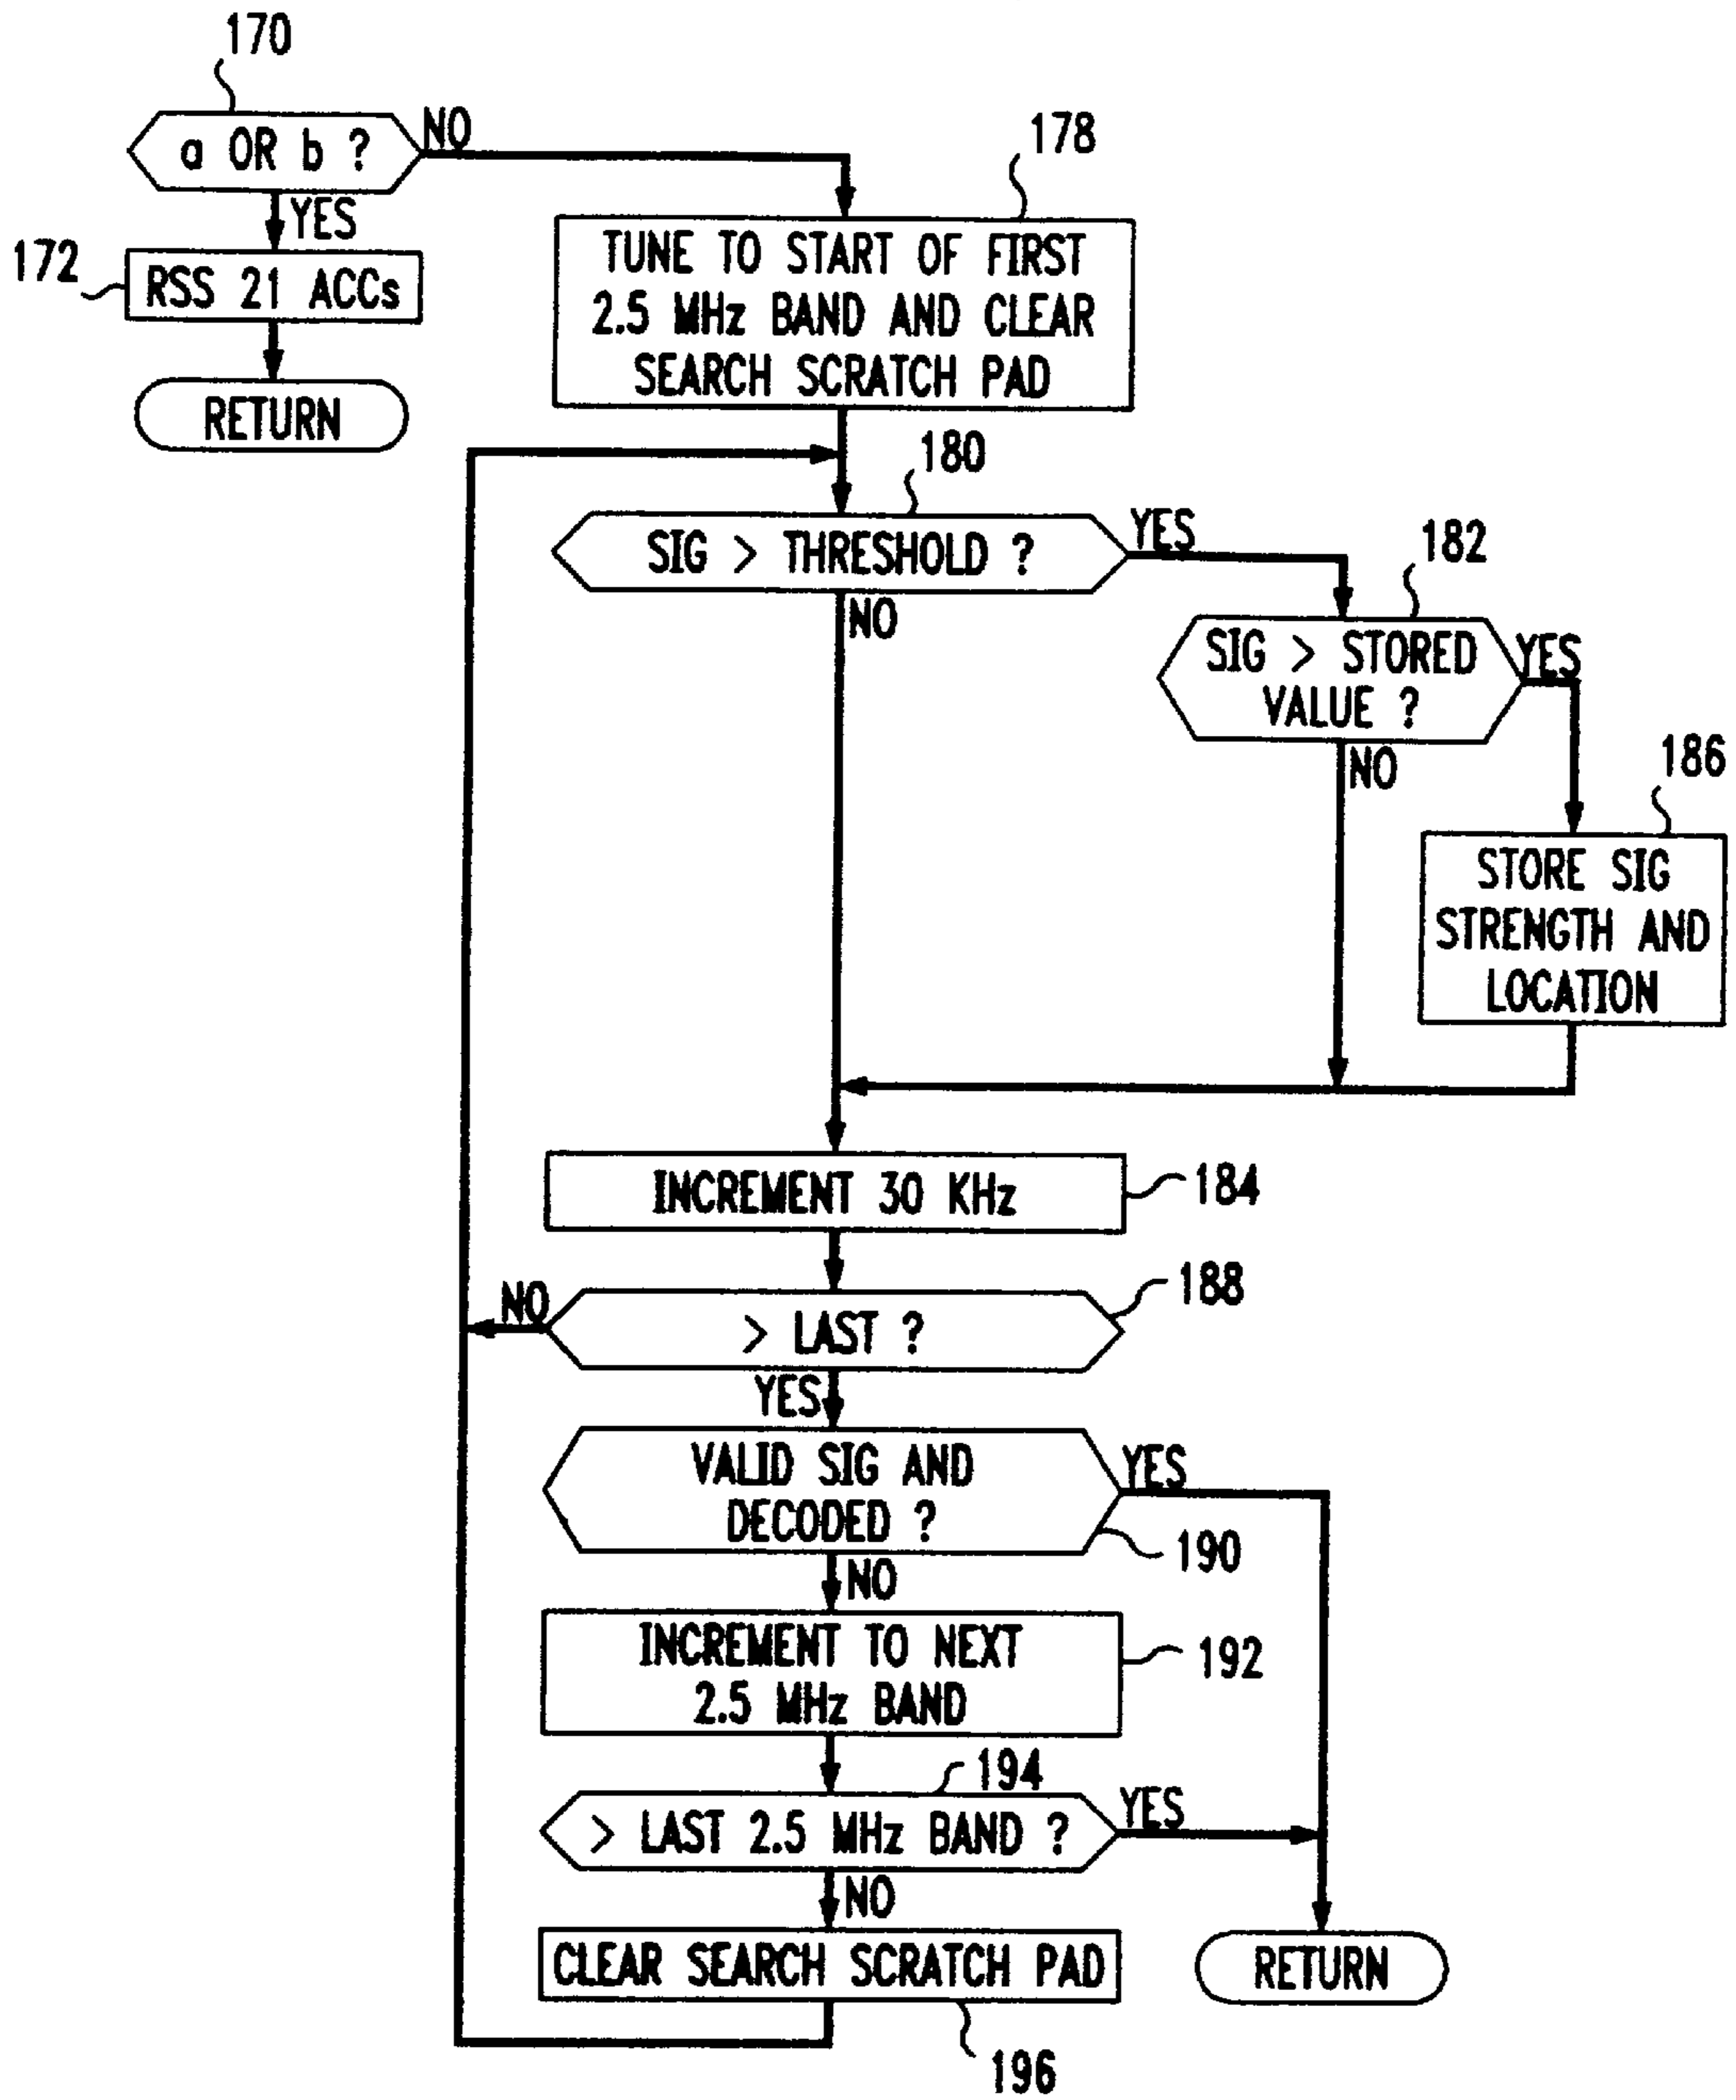 170
a OR b ?
NO
YES
172
RSS 21 ACCs
RETURN
178
TUNE TO START OF FIRST
2.5 MHz BAND AND CLEAR
SEARCH SCRATCH PAD
180
SIG > THRESHOLD ?
YES
NO
182
SIG > STORED
VALUE ?
YES
NO
186
STORE SIG
STRENGTH AND
LOCATION
INCREMENT 30 KHz
184
188
> LAST ?
NO
YES
VALID SIG AND
DECODED ?
YES
190
NO
INCREMENT TO NEXT
2.5 MHz BAND
192
194
> LAST 2.5 MHz BAND ?
YES
NO
CLEAR SEARCH SCRATCH PAD
196
RETURN